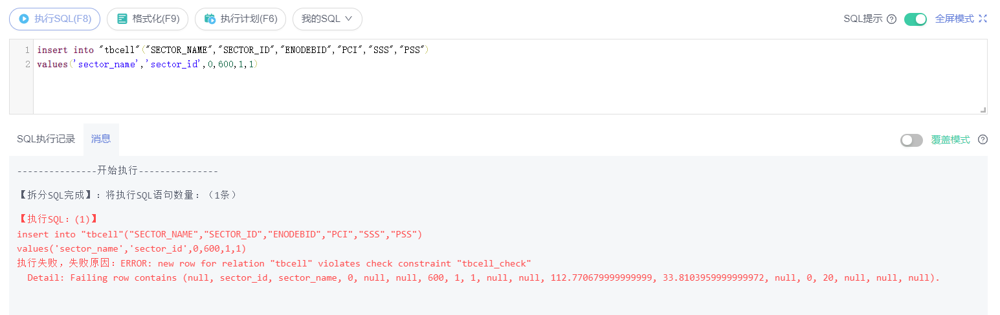 执行SQL(F8) 格式化(F9) 执行计划(F6) 我的SQL SQL提示 全屏模式
1 insert into "tbcell"("SECTOR_NAME","SECTOR_ID","ENODEBID","PCI","SSS","PSS")
2 values('sector_name','sector_id',0,600,1,1)
SQL执行记录 消息 覆盖模式
---------------开始执行---------------
【拆分SQL完成】：将执行SQL语句数量：（1条）
【执行SQL：(1)】
insert into "tbcell"("SECTOR_NAME","SECTOR_ID","ENODEBID","PCI","SSS","PSS")
values('sector_name','sector_id',0,600,1,1)
执行失败，失败原因：ERROR: new row for relation "tbcell" violates check constraint "tbcell_check"
Detail: Failing row contains (null, sector_id, sector_name, 0, null, null, 600, 1, 1, null, null, 112.770679999999999, 33.8103959999999972, null, 0, 20, null, null, null).